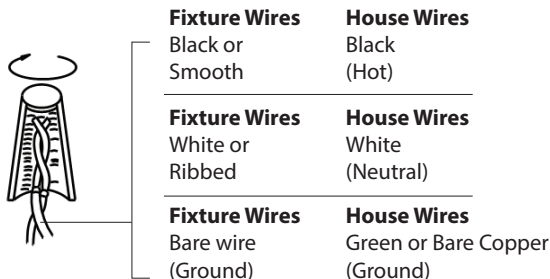 Fixture Wires House Wires
Black or Black
Smooth (Hot)
Fixture Wires House Wires
White or White
Ribbed (Neutral)
Fixture Wires House Wires
Bare wire Green or Bare Copper
(Ground) (Ground)